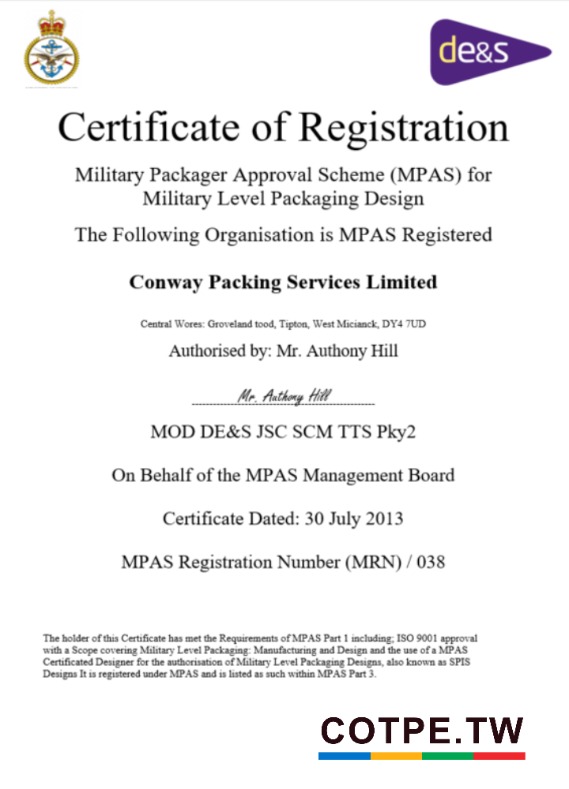 de&s
Certificate of Registration
Military Packager Approval Scheme (MPAS) for
Military Level Packaging Design
The Following Organisation is MPAS Registered
Conway Packing Services Limited
Central Wores: Groveland tood, Tipton, West Micianck, DY4 7UD
Authorised by: Mr. Authony Hill
Mr. Authony Hill
MOD DE&S JSC SCM TTS Pky2
On Behalf of the MPAS Management Board
Certificate Dated: 30 July 2013
MPAS Registration Number (MRN) / 038
The holder of this Certificate has met the Requirements of MPAS Part 1 including; ISO 9001 approval
with a Scope covering Military Level Packaging: Manufacturing and Design and the use of a MPAS
Certificated Designer for the authorisation of Military Level Packaging Designs, also known as SPIS
Designs It is registered under MPAS and is listed as such within MPAS Part 3.
COTPE.TW